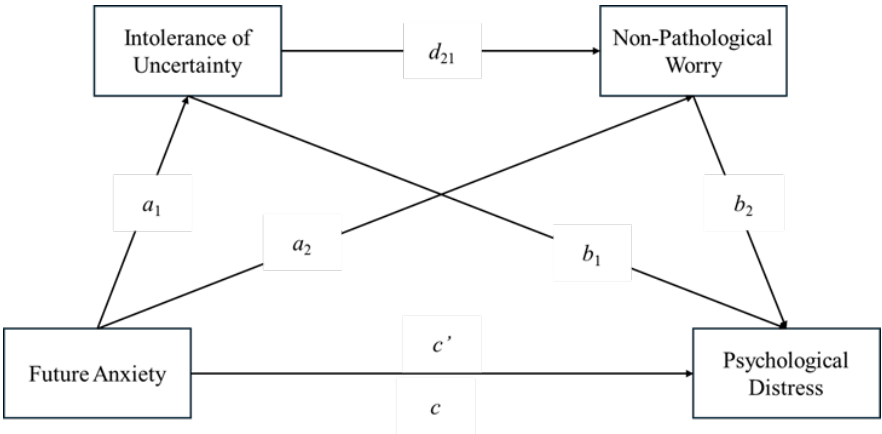 Intolerance of
Uncertainty
d21
Non-Pathological
Worry
a1
a2
b1
b2
Future Anxiety
c’
c
Psychological
Distress